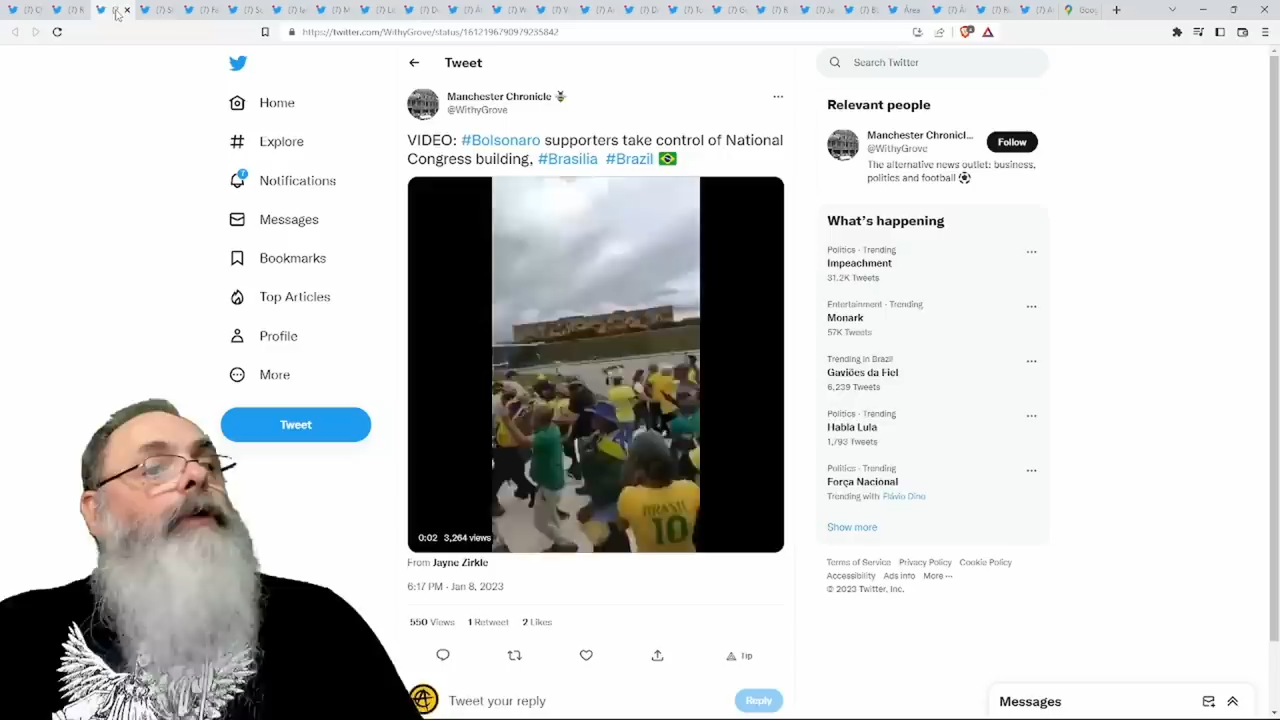 https://twitter.com/WithyGrove/status/1612196790979235842
Home
Explore
Notifications
Messages
Bookmarks
Top Articles
Profile
More
Tweet
Tweet
Manchester Chronicle
@WithyGrove
VIDEO: #Bolsonaro supporters take control of National
Congress building, #Brasilia #Brazil
BRASIL
10
0:02 3,264 views
From Jayne Zirkle
6:17 PM · Jan 8, 2023
550 Views 1 Retweet 2 Likes
Tip
Tweet your reply
Reply
Search Twitter
Relevant people
Manchester Chronicl...
@WithyGrove
Follow
The alternative news outlet: business,
politics and football
What's happening
Politics · Trending
Impeachment
31.2K Tweets
Entertainment · Trending
Monark
57K Tweets
Trending in Brazil
Gaviões da Fiel
6,239 Tweets
Politics · Trending
Habla Lula
1,793 Tweets
Politics · Trending
Força Nacional
Trending with Flávio Dino
Show more
Terms of Service Privacy Policy Cookie Policy
Accessibility Ads info More ...
© 2023 Twitter, Inc.
Messages